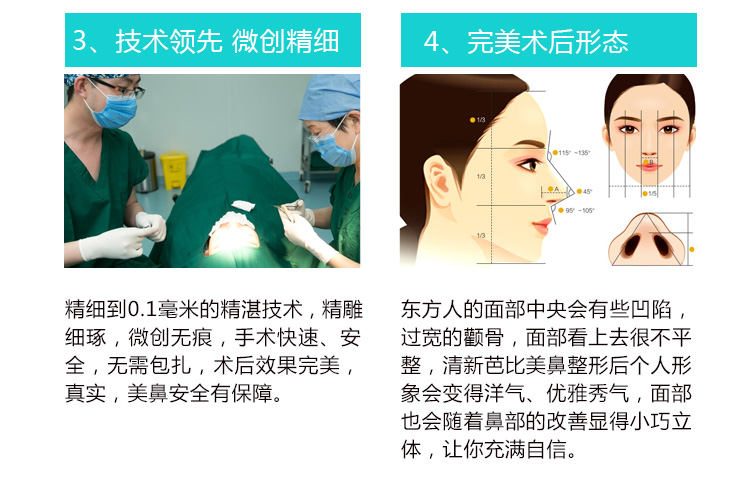 3、技术领先 微创精细
精细到0.1毫米的精湛技术，精雕
细琢，微创无痕，手术快速、安
全，无需包扎，术后效果完美，
真实，美鼻安全有保障。
4、完美术后形态
1/3
1/3
1/3
115° ~135°
A
45°
95° ~105°
B
1/5
东方人的面部中央会有些凹陷，
过宽的颧骨，面部看上去很不平
整，清新芭比美鼻整形后个人形
象会变得洋气、优雅秀气，面部
也会随着鼻部的改善显得小巧立
体，让你充满自信。